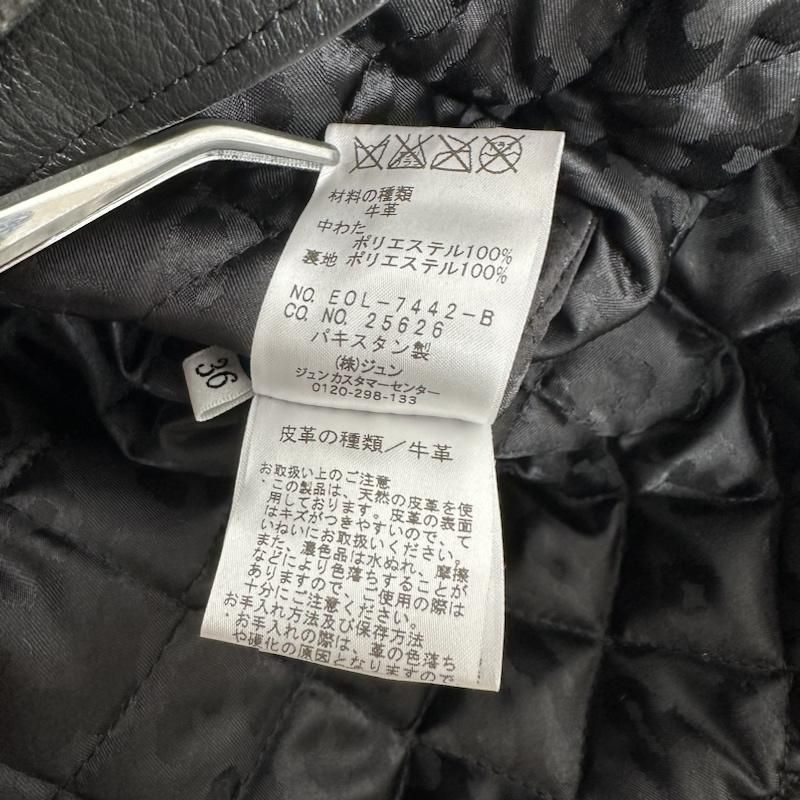 材料の種類
牛革
中わた
ポリエステル100%
裏地 ポリエステル100%
NO. EOL-7442-B
CO. NO. 25626
パキスタン製
(株)ジュン
ジュンカスタマーセンター
0120-298-133
36
皮革の種類/牛革
お取扱い上のご注意
・この製品は、天然の皮革を使
用しております。皮革の表面
はキズがつきやすいので、て
いねいにお取扱いください。
また、濃色品は水ぬれ、摩擦
などにより色落ちすることが
ありますので、ご使用の際は
十分にご注意ください。
お手入れ方法及び保存方法
・お手入れの際は、革の色落ち
や硬化の原因となりますので